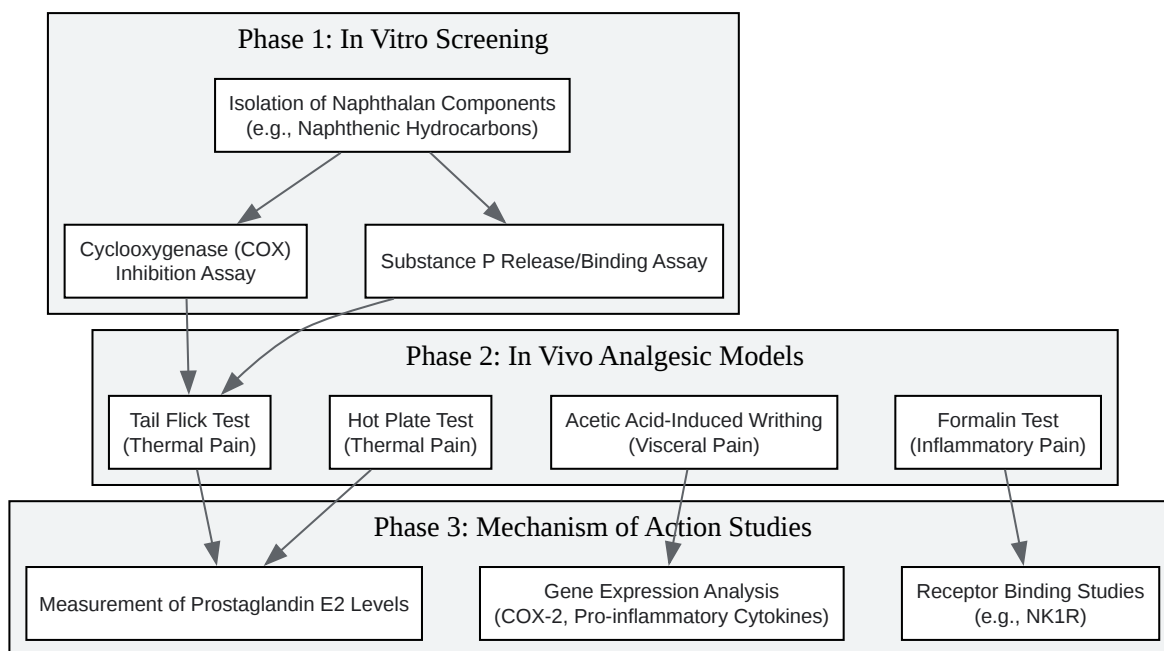 Phase 1: In Vitro Screening
Isolation of Naphthalan Components
(e.g., Naphthenic Hydrocarbons)
Cyclooxygenase (COX)
Inhibition Assay
Substance P Release/Binding Assay
Phase 2: In Vivo Analgesic Models
Tail Flick Test
(Thermal Pain)
Hot Plate Test
(Thermal Pain)
Acetic Acid-Induced Writhing
(Visceral Pain)
Formalin Test
(Inflammatory Pain)
Phase 3: Mechanism of Action Studies
Measurement of Prostaglandin E2 Levels
Gene Expression Analysis
(COX-2, Pro-inflammatory Cytokines)
Receptor Binding Studies
(e.g., NK1R)